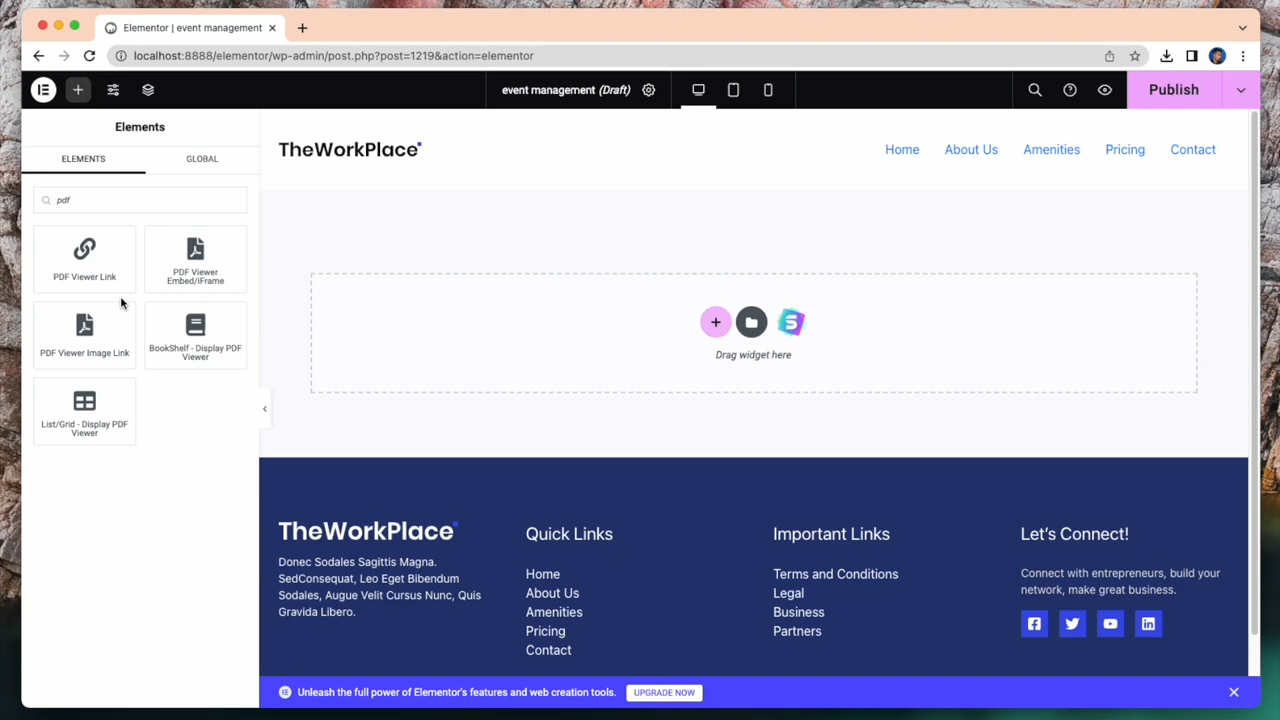 Elementor | event management
localhost:8888/elementor/wp-admin/post.php?post=1219&action=elementor
event management (Draft)
Publish
Elements
ELEMENTS
GLOBAL
pdf
PDF Viewer Link
PDF Viewer
Embed/iFrame
PDF Viewer Image Link
BookShelf - Display PDF
Viewer
List/Grid - Display PDF
Viewer
TheWorkPlace
Home
About Us
Amenities
Pricing
Contact
Drag widget here
TheWorkPlace
Donec Sodales Sagittis Magna.
SedConsequat, Leo Eget Bibendum
Sodales, Augue Velit Cursus Nunc, Quis
Gravida Libero.
Quick Links
Home
About Us
Amenities
Pricing
Contact
Important Links
Terms and Conditions
Legal
Business
Partners
Let's Connect!
Connect with entrepreneurs, build your
network, make great business.
Unleash the full power of Elementor's features and web creation tools.
UPGRADE NOW